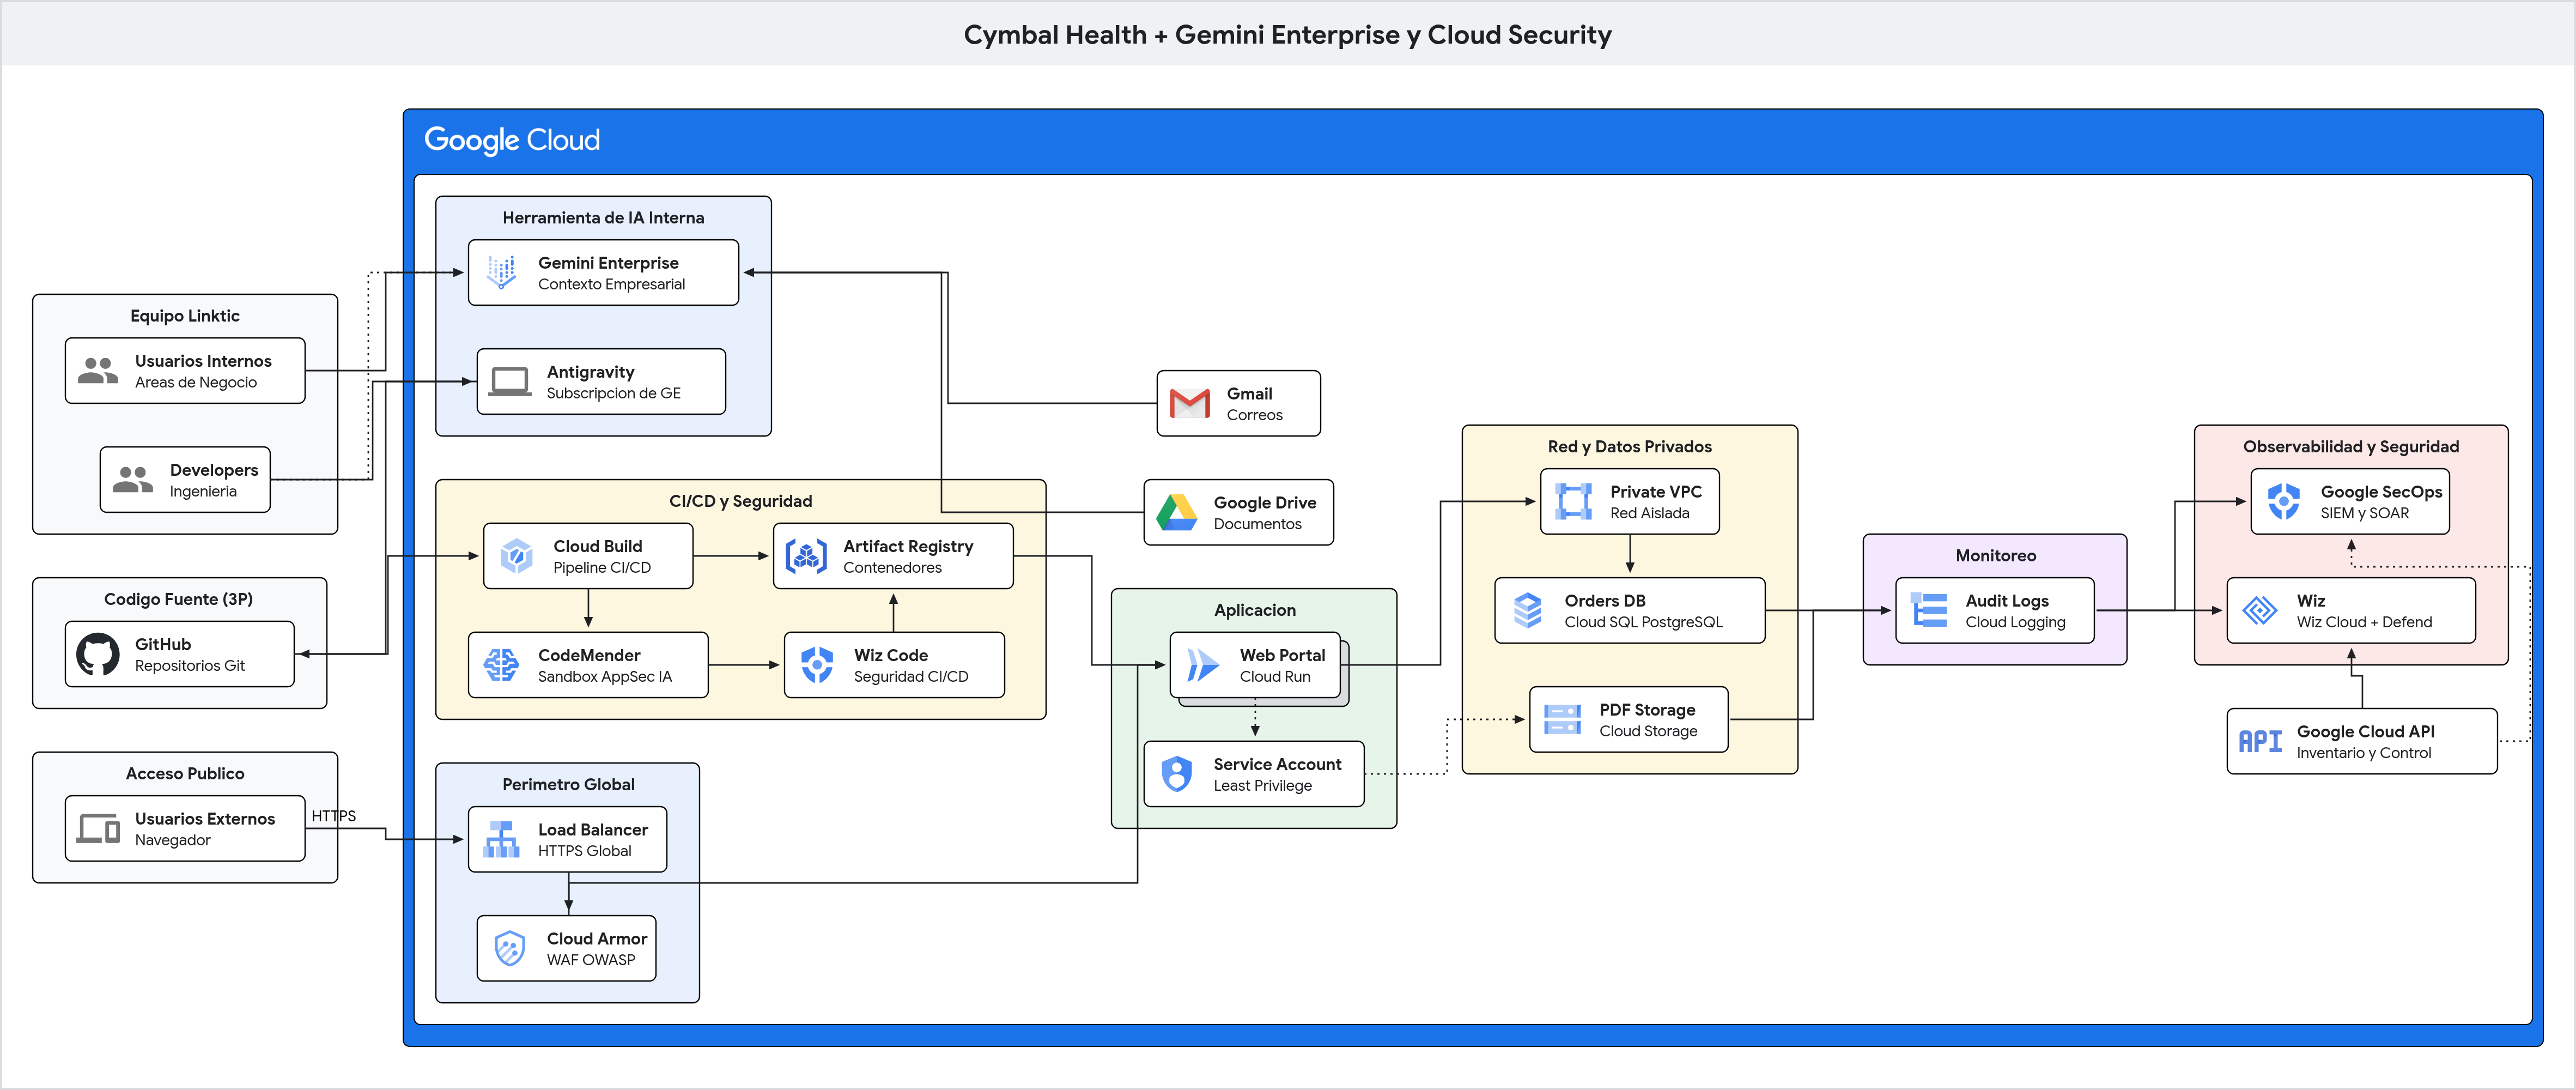 Cymbal Health + Gemini Enterprise y Cloud Security
Google Cloud
Herramienta de IA Interna
Gemini Enterprise
Contexto Empresarial
Antigravity
Subscripcion de GE
Equipo Linktic
Usuarios Internos
Areas de Negocio
Developers
Ingenieria
Codigo Fuente (3P)
GitHub
Repositorios Git
Acceso Publico
Usuarios Externos
Navegador
HTTPS
CI/CD y Seguridad
Cloud Build
Pipeline CI/CD
Artifact Registry
Contenedores
CodeMender
Sandbox AppSec IA
Wiz Code
Seguridad CI/CD
Perimetro Global
Load Balancer
HTTPS Global
Cloud Armor
WAF OWASP
Gmail
Correos
Google Drive
Documentos
Aplicacion
Web Portal
Cloud Run
Service Account
Least Privilege
Red y Datos Privados
Private VPC
Red Aislada
Orders DB
Cloud SQL PostgreSQL
PDF Storage
Cloud Storage
Monitoreo
Audit Logs
Cloud Logging
Observabilidad y Seguridad
Google SecOps
SIEM y SOAR
Wiz
Wiz Cloud + Defend
API
Google Cloud API
Inventario y Control